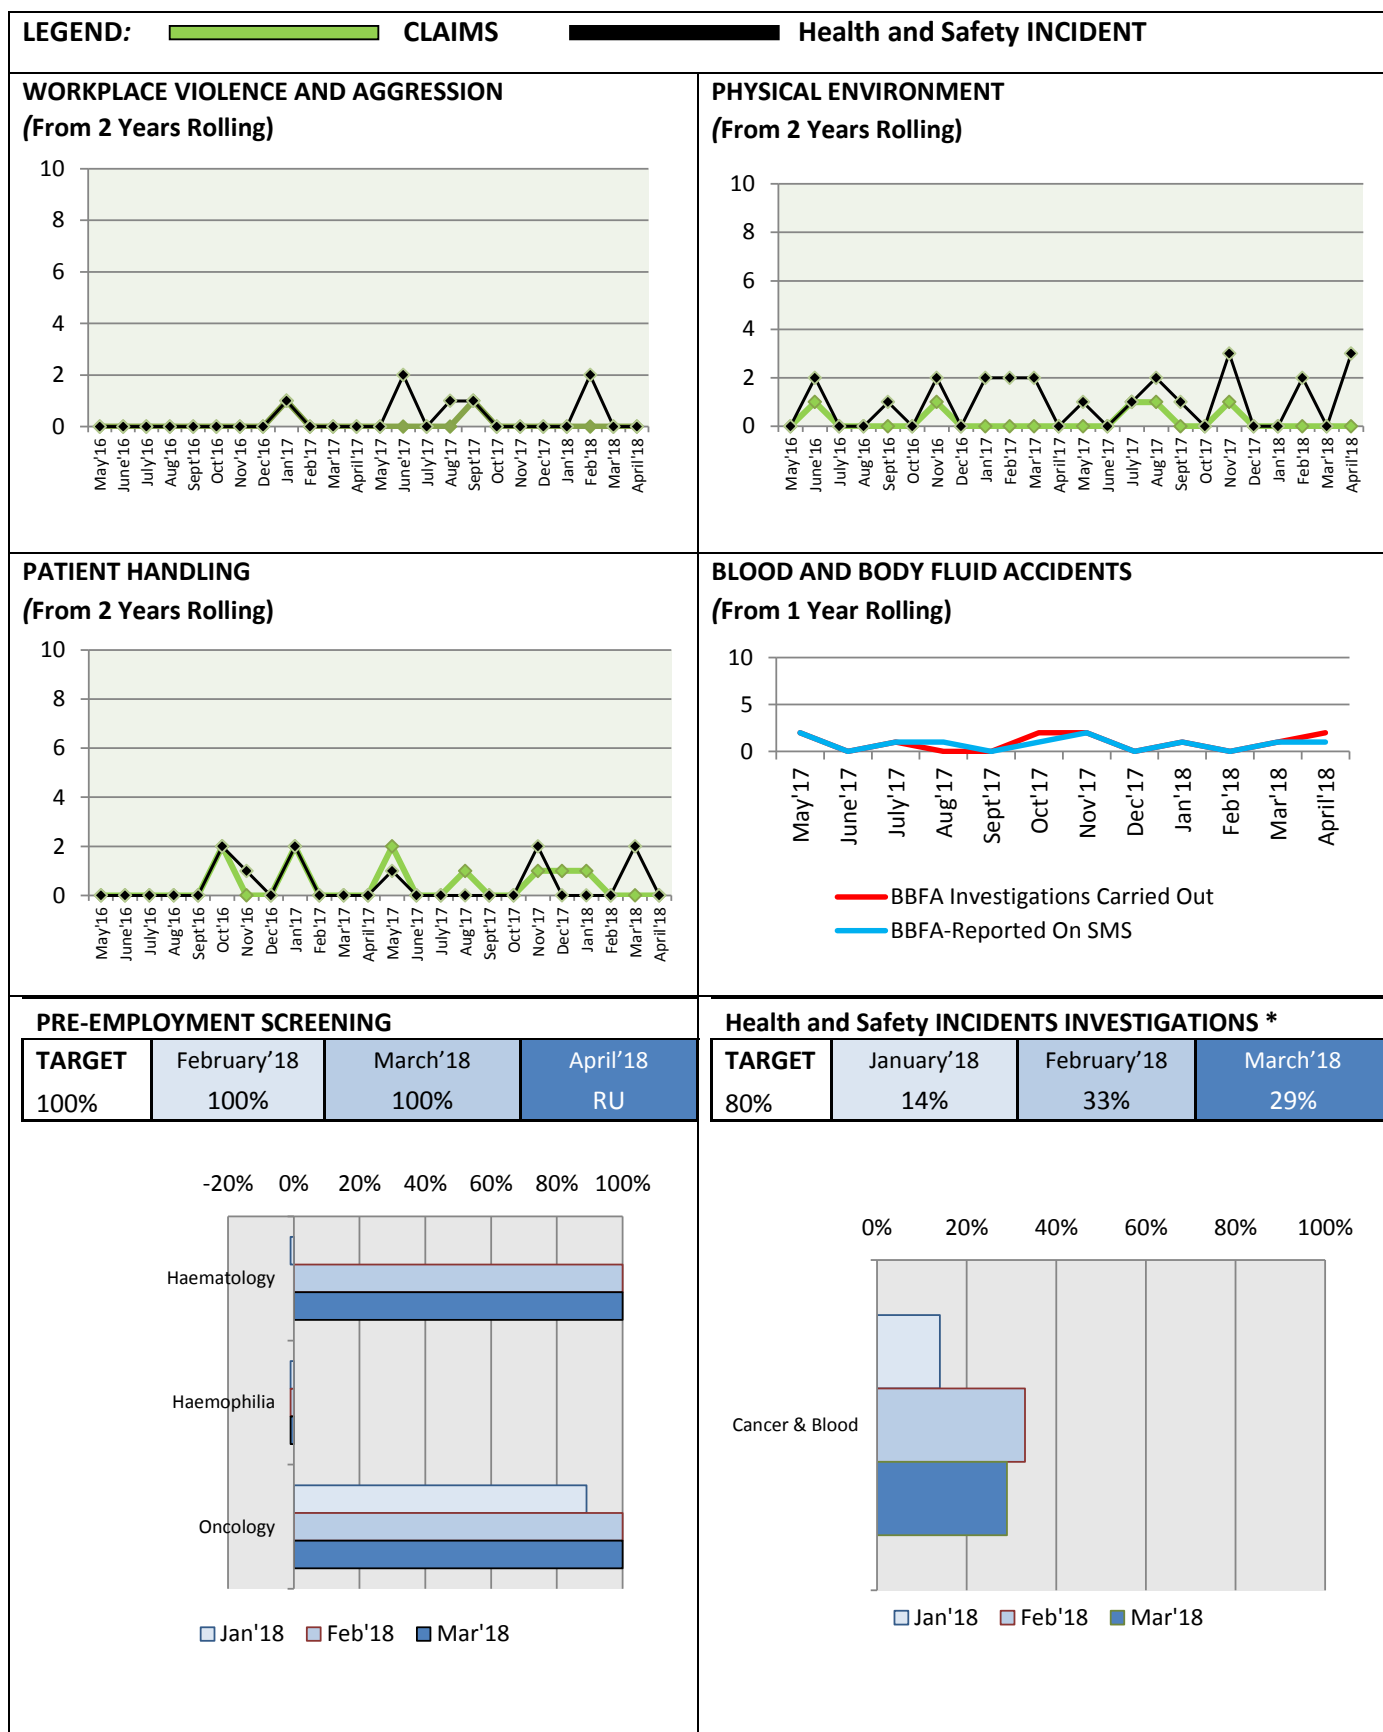 LEGEND: CLAIMS Health and Safety INCIDENT
WORKPLACE VIOLENCE AND AGGRESSION
(From 2 Years Rolling)
10
8
6
4
2
0
May'16 June'16 July'16 Aug'16 Sept'16 Oct'16 Nov'16 Dec'16 Jan'17 Feb'17 Mar'17 April'17 May'17 June'17 July'17 Aug'17 Sept'17 Oct'17 Nov'17 Dec'17 Jan'18 Feb'18 Mar'18 April'18
PHYSICAL ENVIRONMENT
(From 2 Years Rolling)
10
8
6
4
2
0
May'16 June'16 July'16 Aug'16 Sept'16 Oct'16 Nov'16 Dec'16 Jan'17 Feb'17 Mar'17 April'17 May'17 June'17 July'17 Aug'17 Sept'17 Oct'17 Nov'17 Dec'17 Jan'18 Feb'18 Mar'18 April'18
PATIENT HANDLING
(From 2 Years Rolling)
10
8
6
4
2
0
May'16 June'16 July'16 Aug'16 Sept'16 Oct'16 Nov'16 Dec'16 Jan'17 Feb'17 Mar'17 April'17 May'17 June'17 July'17 Aug'17 Sept'17 Oct'17 Nov'17 Dec'17 Jan'18 Feb'18 Mar'18 April'18
BLOOD AND BODY FLUID ACCIDENTS
(From 1 Year Rolling)
10
5
0
May'17 June'17 July'17 Aug'17 Sept'17 Oct'17 Nov'17 Dec'17 Jan'18 Feb'18 Mar'18 April'18
BBFA Investigations Carried Out
BBFA-Reported On SMS
PRE-EMPLOYMENT SCREENING
TARGET February’18 March’18 April’18
100% 100% 100% RU
-20% 0% 20% 40% 60% 80% 100%
Haematology
Haemophilia
Oncology
Jan'18 Feb'18 Mar'18
Health and Safety INCIDENTS INVESTIGATIONS *
TARGET January’18 February’18 March’18
80% 14% 33% 29%
0% 20% 40% 60% 80% 100%
Cancer & Blood
Jan'18 Feb'18 Mar'18